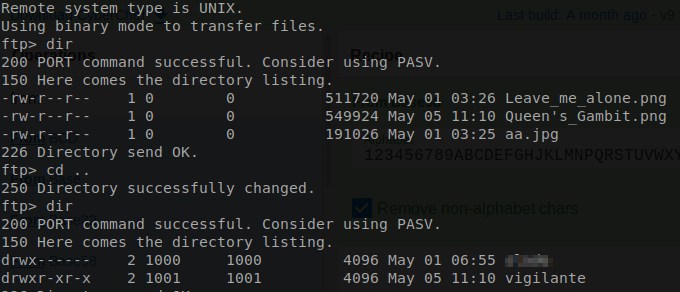 Remote system type is UNIX.
Last build: A month ago - v9
Using binary mode to transfer files.
ftp> dir
Operations
Recipe
200 PORT command successful. Consider using PASV.
150 Here comes the directory listing.
-rw-r--r-- 1 0 0 511720 May 01 03:26 Leave_me_alone.png
-rw-r--r-- 1 0 0 549924 May 05 11:10 Queen's_Gambit.png
-rw-r--r-- 1 0 0 191026 May 01 03:25 aa.jpg
226 Directory send OK.
123456789ABCDEFGHJKLMNPQRSTUVWXY
ftp> cd ..
250 Directory successfully changed.
ftp> dir
Remove non-alphabet chars
200 PORT command successful. Consider using PASV.
150 Here comes the directory listing.
drwx------ 2 1000 1000 4096 May 01 06:55
drwxr-xr-x 2 1001 1001 4096 May 05 11:10 vigilante